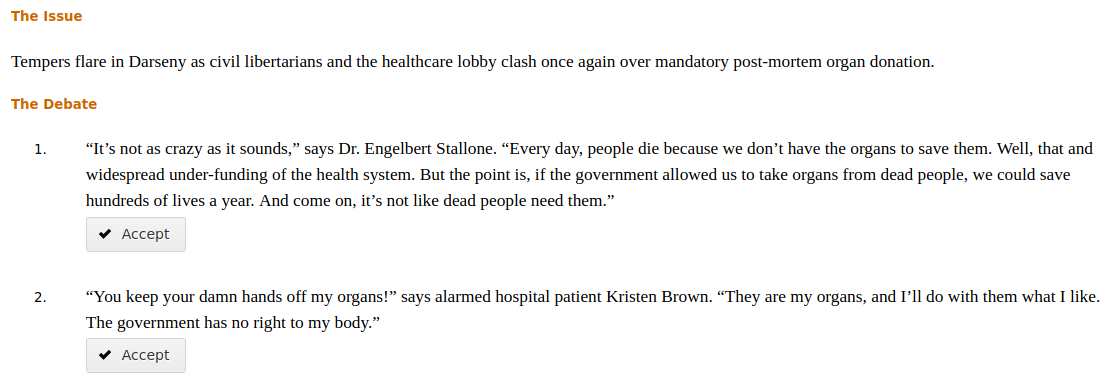 The Issue
Tempers flare in Darseny as civil libertarians and the healthcare lobby clash once again over mandatory post-mortem organ donation.
The Debate
1. “It’s not as crazy as it sounds,” says Dr. Engelbert Stallone. “Every day, people die because we don’t have the organs to save them. Well, that and
widespread under-funding of the health system. But the point is, if the government allowed us to take organs from dead people, we could save
hundreds of lives a year. And come on, it’s not like dead people need them.”
Accept
2. “You keep your damn hands off my organs!” says alarmed hospital patient Kristen Brown. “They are my organs, and I’ll do with them what I like.
The government has no right to my body.”
Accept